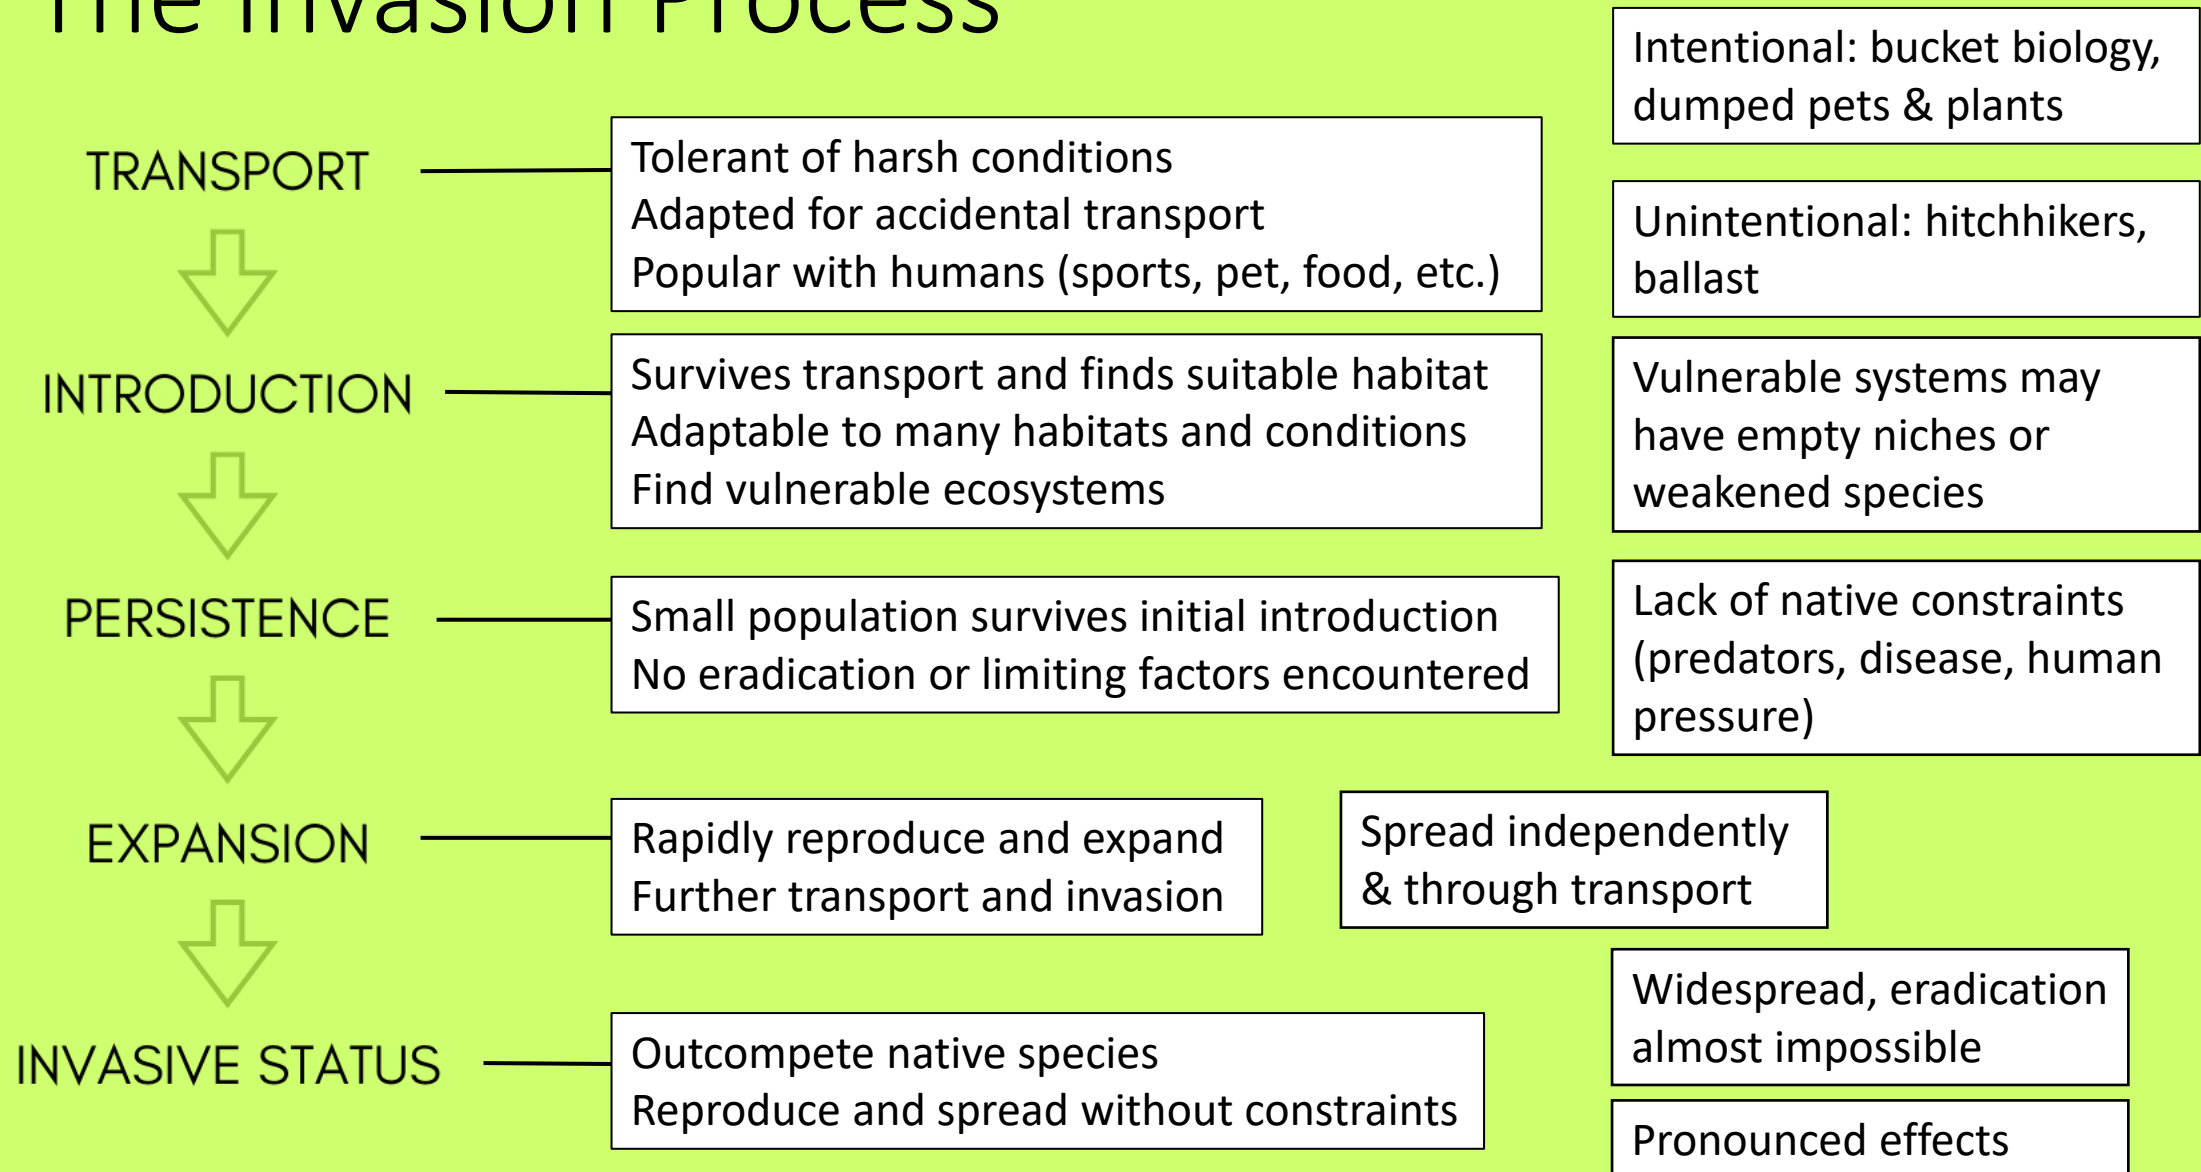 The Invasion Process
Intentional: bucket biology,
dumped pets & plants
TRANSPORT
Tolerant of harsh conditions
Adapted for accidental transport
Popular with humans (sports, pet, food, etc.)
Unintentional: hitchhikers,
ballast
INTRODUCTION
Survives transport and finds suitable habitat
Adaptable to many habitats and conditions
Find vulnerable ecosystems
Vulnerable systems may
have empty niches or
weakened species
PERSISTENCE
Small population survives initial introduction
No eradication or limiting factors encountered
Lack of native constraints
(predators, disease, human
pressure)
EXPANSION
Rapidly reproduce and expand
Further transport and invasion
Spread independently
& through transport
INVASIVE STATUS
Outcompete native species
Reproduce and spread without constraints
Widespread, eradication
almost impossible
Pronounced effects